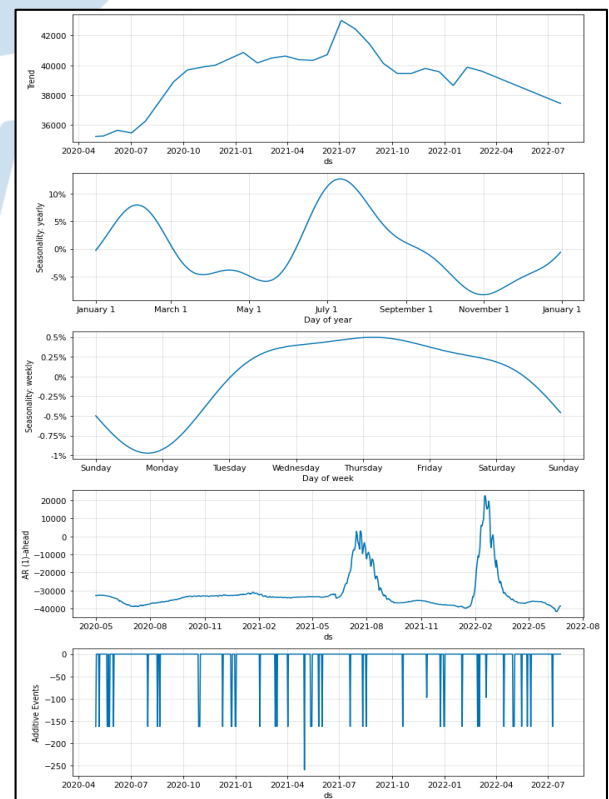 42000
40000
38000
36000
Trend
2020-04 2020-07 2020-10 2021-01 2021-04 2021-07 2021-10 2022-01 2022-04 2022-07
ds
10%
5%
0%
-5%
Seasonality: yearly
January 1 March 1 May 1 July 1 September 1 November 1 January 1
Day of year
0.5%
0.25%
0%
-0.25%
-0.5%
-0.75%
-1%
Seasonality: weekly
Sunday Monday Tuesday Wednesday Thursday Friday Saturday Sunday
Day of week
20000
10000
0
-10000
-20000
-30000
-40000
AR (1)-ahead
2020-05 2020-08 2020-11 2021-02 2021-05 2021-08 2021-11 2022-02 2022-05 2022-08
ds
0
-50
-100
-150
-200
-250
Additive Events
2020-04 2020-07 2020-10 2021-01 2021-04 2021-07 2021-10 2022-01 2022-04 2022-07
ds